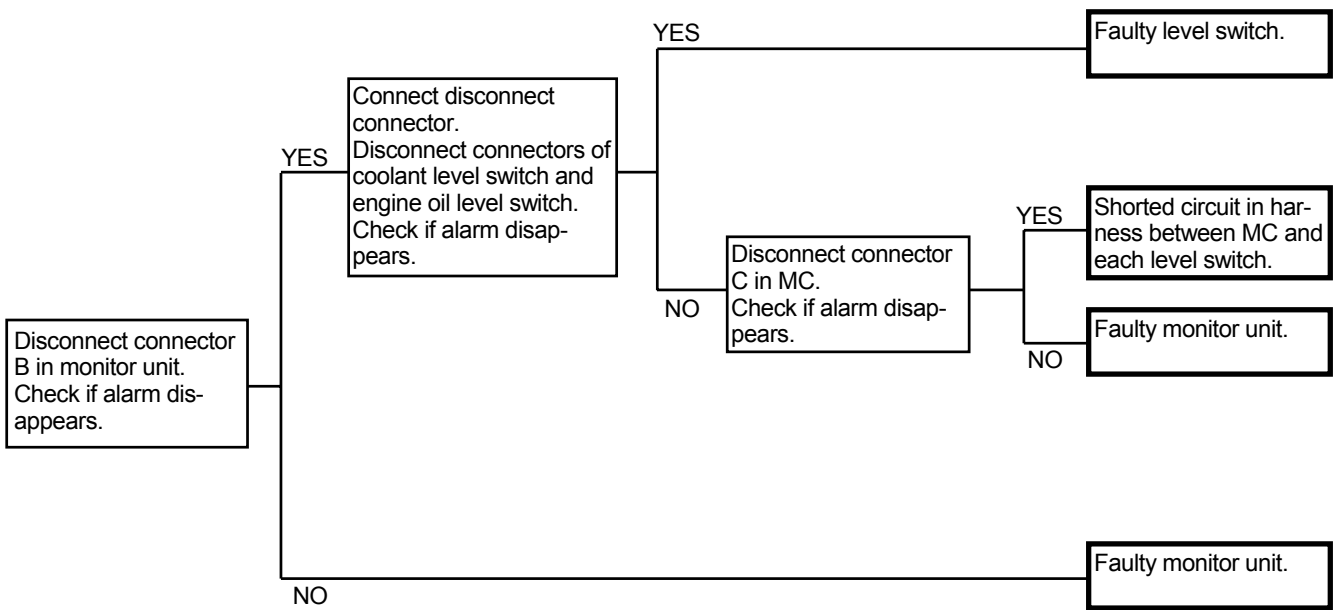 Disconnect connector
B in monitor unit.
Check if alarm dis-
appears.
YES
Connect disconnect
connector.
Disconnect connectors of
coolant level switch and
engine oil level switch.
Check if alarm disap-
pears.
YES
Faulty level switch.
NO
Disconnect connector
C in MC.
Check if alarm disap-
pears.
YES
Shorted circuit in har-
ness between MC and
each level switch.
NO
Faulty monitor unit.
NO
Faulty monitor unit.